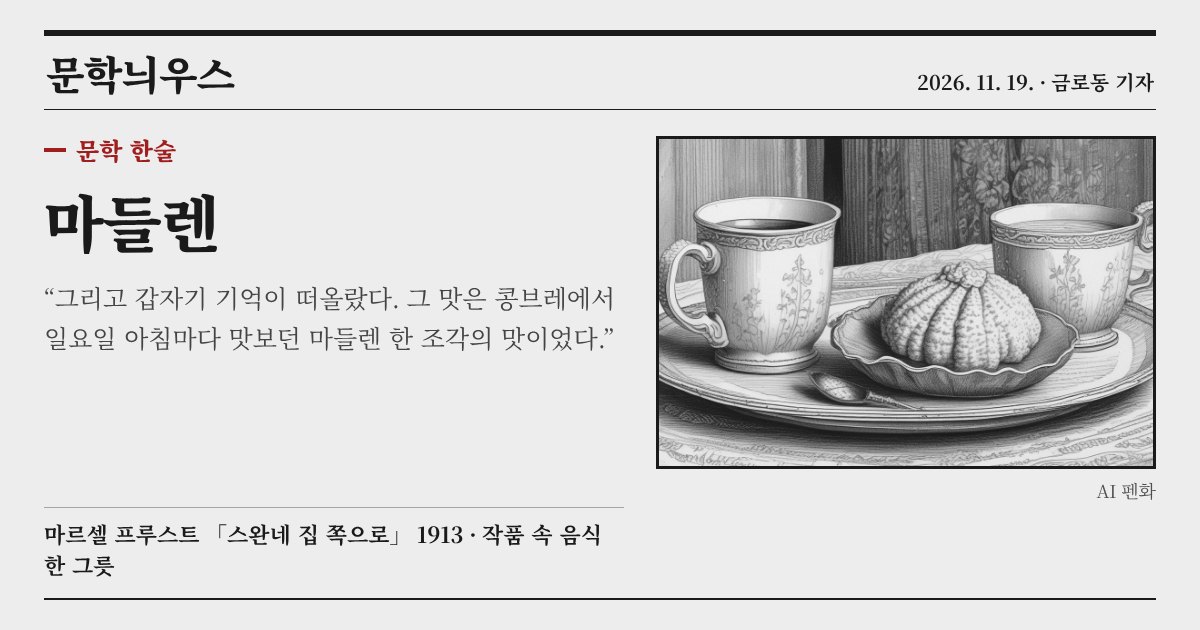 문학늬우스
2026. 11. 19. · 금로동 기자
문학 한술
마들렌
“그리고 갑자기 기억이 떠올랐다. 그 맛은 콩브레에서
일요일 아침마다 맛보던 마들렌 한 조각의 맛이었다.”
AI 펜화
마르셀 프루스트 「스완네 집 쪽으로」 1913 · 작품 속 음식
한 그릇